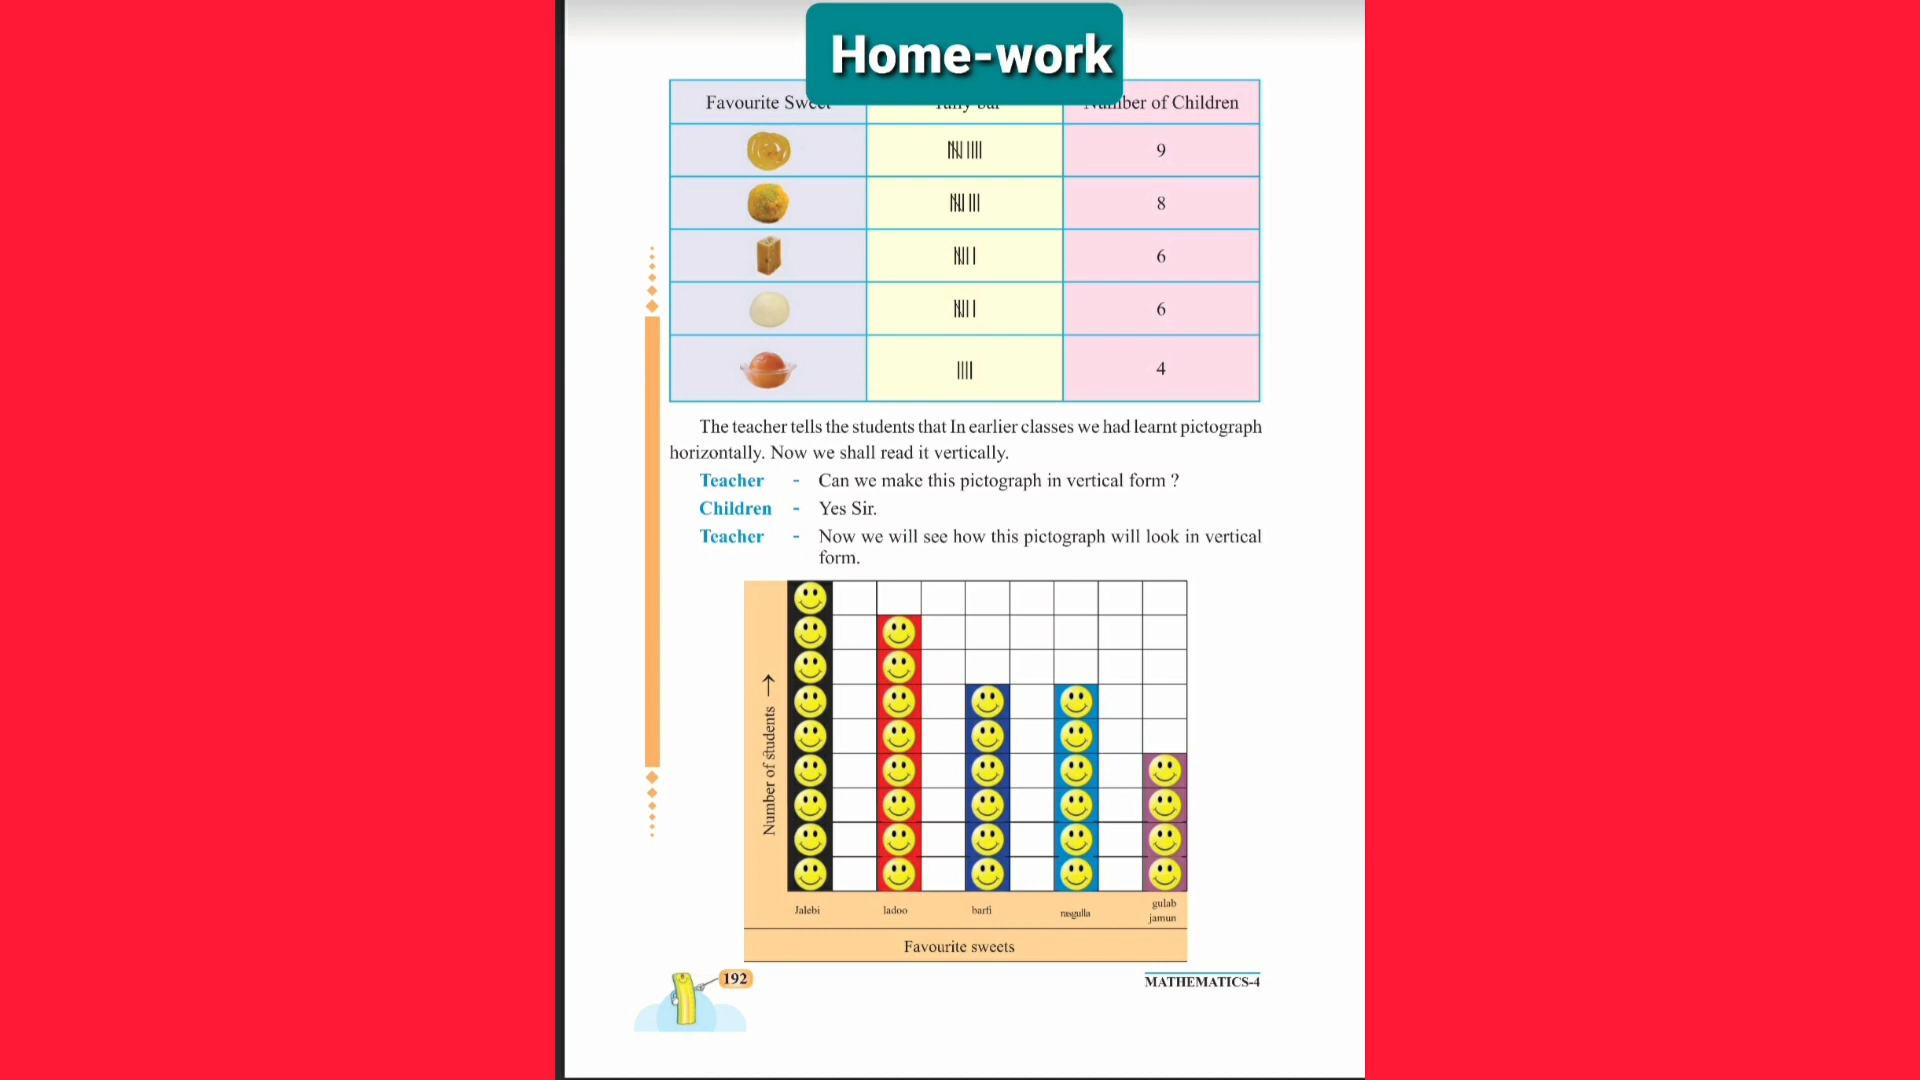 Home-work
Favourite Number of Children
9
8
6
6
4
The teacher tells the students that In earlier classes we had learnt pictograph
horizontally. Now we shall read it vertically.
Teacher - Can we make this pictograph in vertical form ?
Children - Yes Sir.
Teacher - Now we will see how this pictograph will look in vertical
form.
Number of students →
Jalebi ladoo barfi rasgulla gulab
jamun
Favourite sweets
192
MATHEMATICS-4